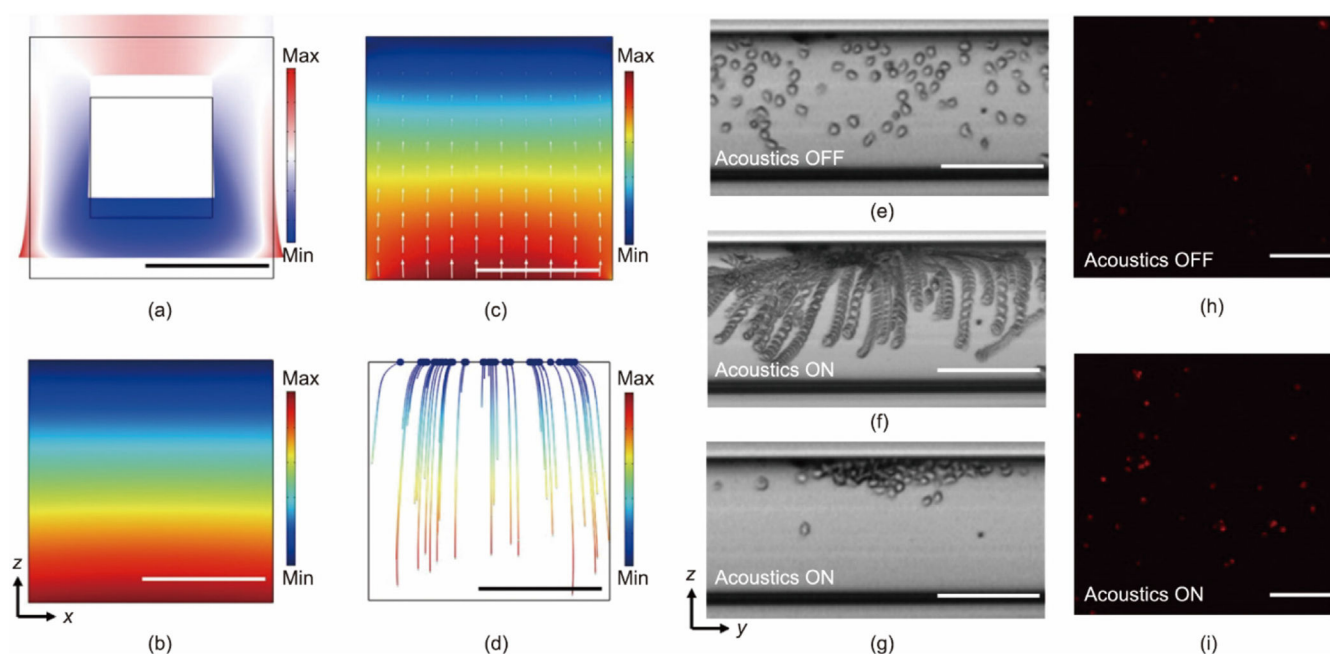 Max
Min
(a)
Max
Min
(c)
Acoustics OFF
(e)
Acoustics OFF
(h)
Acoustics ON
(f)
Max
Min
z
x
(b)
Max
Min
(d)
Acoustics ON
z
y
(g)
Acoustics ON
(i)